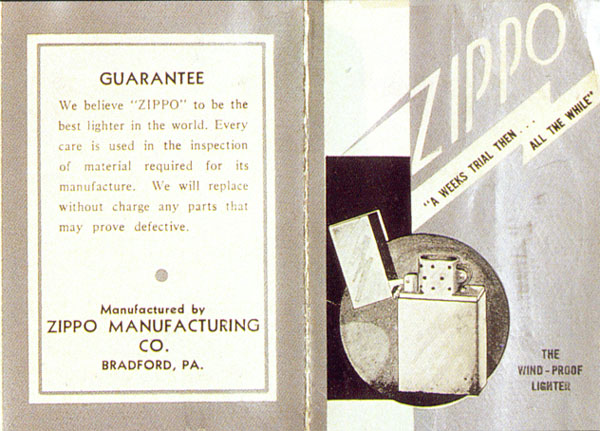 GUARANTEE
We believe "ZIPPO" to be the
best lighter in the world. Every
care is used in the inspection
of material required for its
manufacture. We will replace
without charge any parts that
may prove defective.
Manufactured by
ZIPPO MANUFACTURING
CO.
BRADFORD, PA.
ZIPPO
"A WEEKS TRIAL THEN...
ALL THE WHILE"
THE
WIND-PROOF
LIGHTER